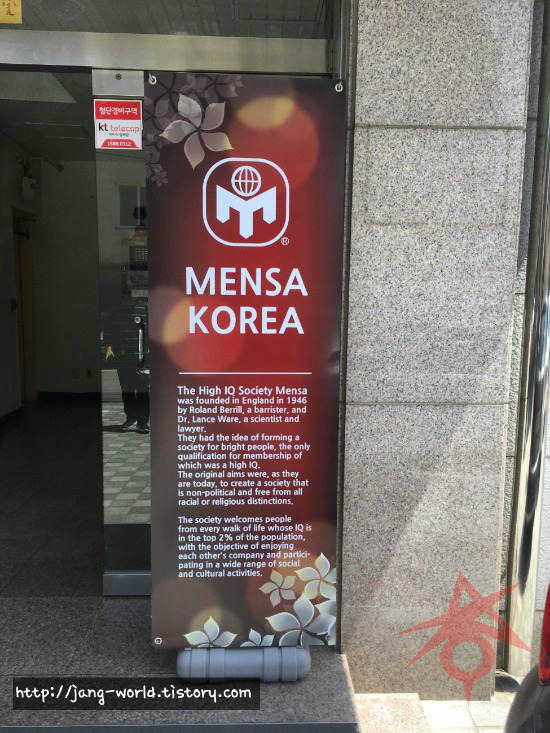 첨단경비구역
kt telecop
1588-0112
MENSA
KOREA
The High IQ Society Mensa
was founded in England in 1946
by Roland Berrill, a barrister, and
Dr. Lance Ware, a scientist and
lawyer.
They had the idea of forming a
society for bright people, the only
qualification for membership of
which was a high IQ.
The original aims were, as they
are today, to create a society that
is non-political and free from all
racial or religious distinctions.
The society welcomes people
from every walk of life whose IQ is
in the top 2% of the population,
with the objective of enjoying
each other's company and partici-
pating in a wide range of social
and cultural activities.
http://jang-world.tistory.com